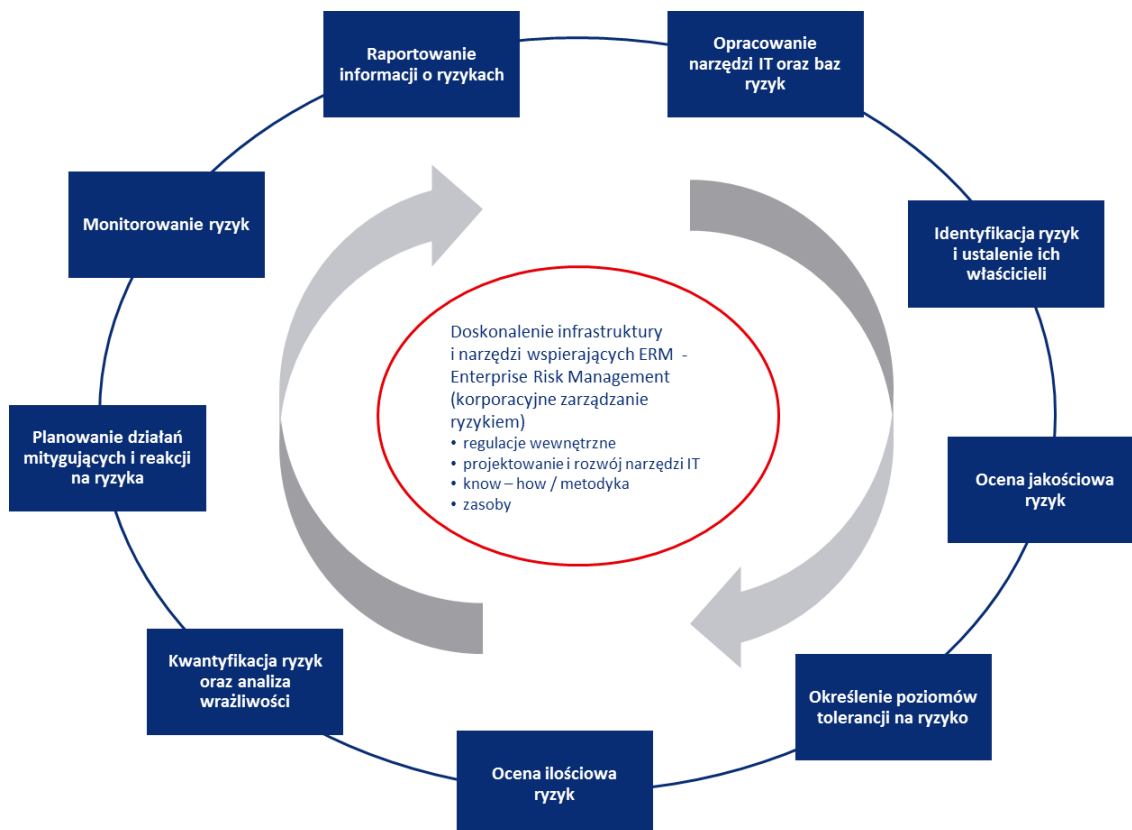 Raportowanie
informacji o ryzykach
Opracowanie
narzędzi IT oraz baz
ryzyk
Monitorowanie ryzyk
Identyfikacja ryzyk
i ustalenie ich
właścicieli
Doskonalenie infrastruktury
i narzędzi wspierających ERM -
Enterprise Risk Management
(korporacyjne zarządzanie
ryzykiem)
• regulacje wewnętrzne
• projektowanie i rozwój narzędzi IT
• know – how / metodyka
• zasoby
Planowanie działań
mitygujących i reakcji
na ryzyka
Ocena jakościowa
ryzyk
Kwantyfikacja ryzyk
oraz analiza
wrażliwości
Określenie poziomów
tolerancji na ryzyko
Ocena ilościowa
ryzyk